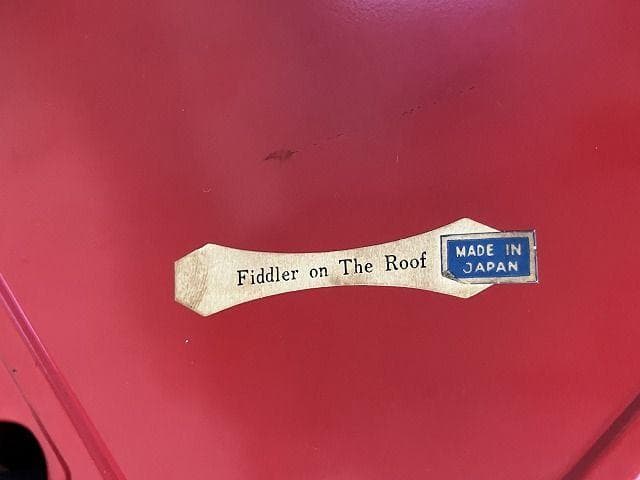 Fiddler on The Roof
MADE IN
JAPAN